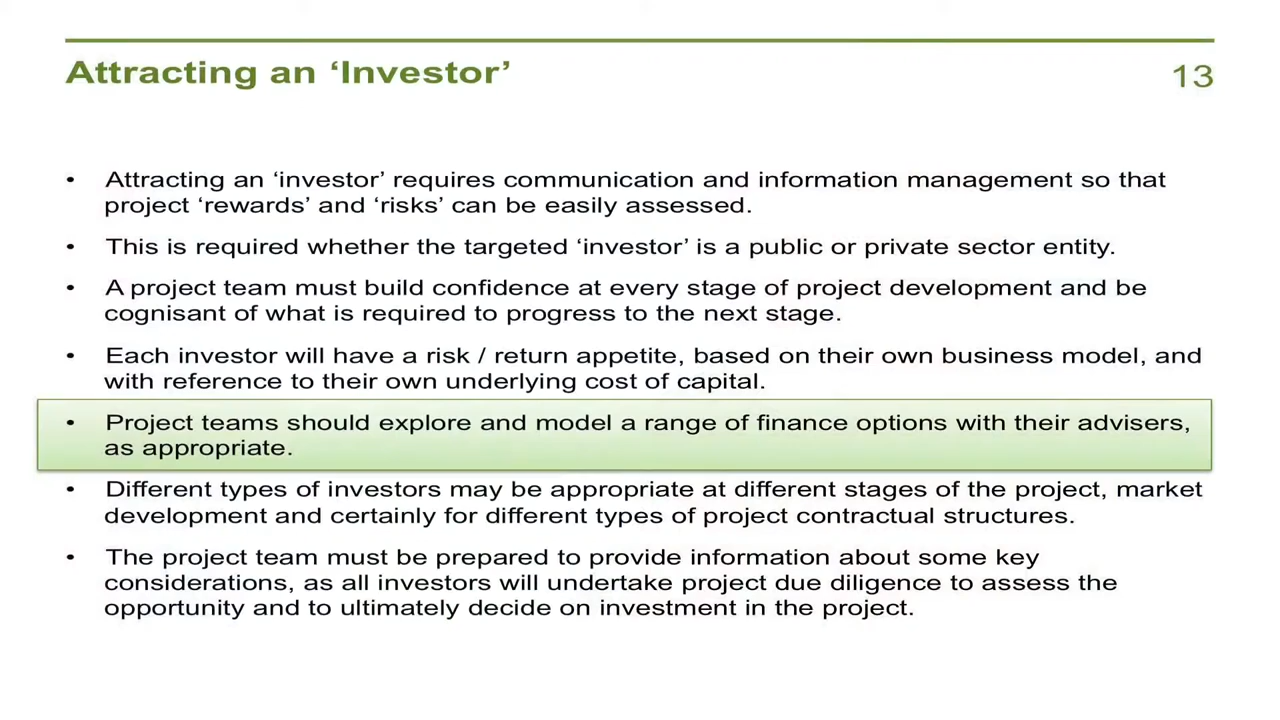 Attracting an ‘Investor’
13
• Attracting an ‘investor’ requires communication and information management so that
project ‘rewards’ and ‘risks’ can be easily assessed.
• This is required whether the targeted ‘investor’ is a public or private sector entity.
• A project team must build confidence at every stage of project development and be
cognisant of what is required to progress to the next stage.
• Each investor will have a risk / return appetite, based on their own business model, and
with reference to their own underlying cost of capital.
• Project teams should explore and model a range of finance options with their advisers,
as appropriate.
• Different types of investors may be appropriate at different stages of the project, market
development and certainly for different types of project contractual structures.
• The project team must be prepared to provide information about some key
considerations, as all investors will undertake project due diligence to assess the
opportunity and to ultimately decide on investment in the project.